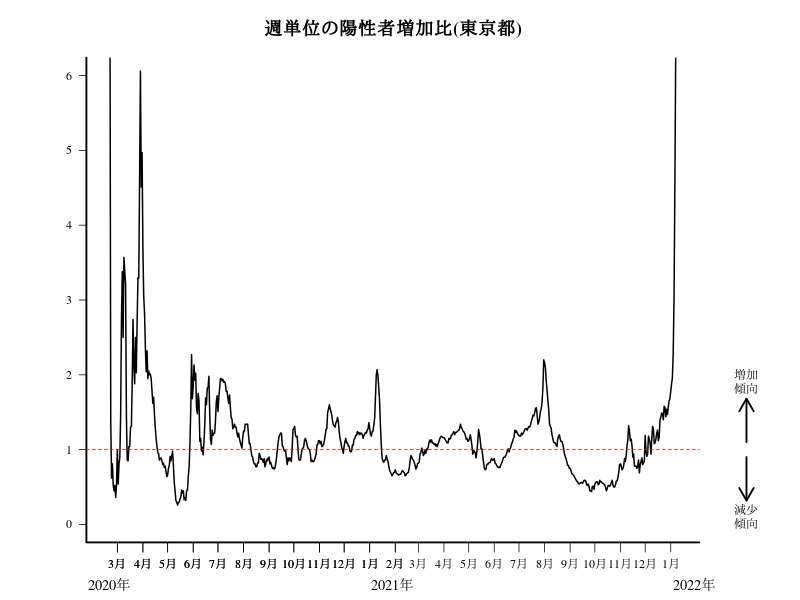 週単位の陽性者増加比(東京都)
6
5
4
3
2
1
0
増加
傾向
減少
傾向
3月 4月 5月 6月 7月 8月 9月 10月 11月 12月 1月 2月 3月 4月 5月 6月 7月 8月 9月 10月 11月 12月 1月
2020年 2021年 2022年